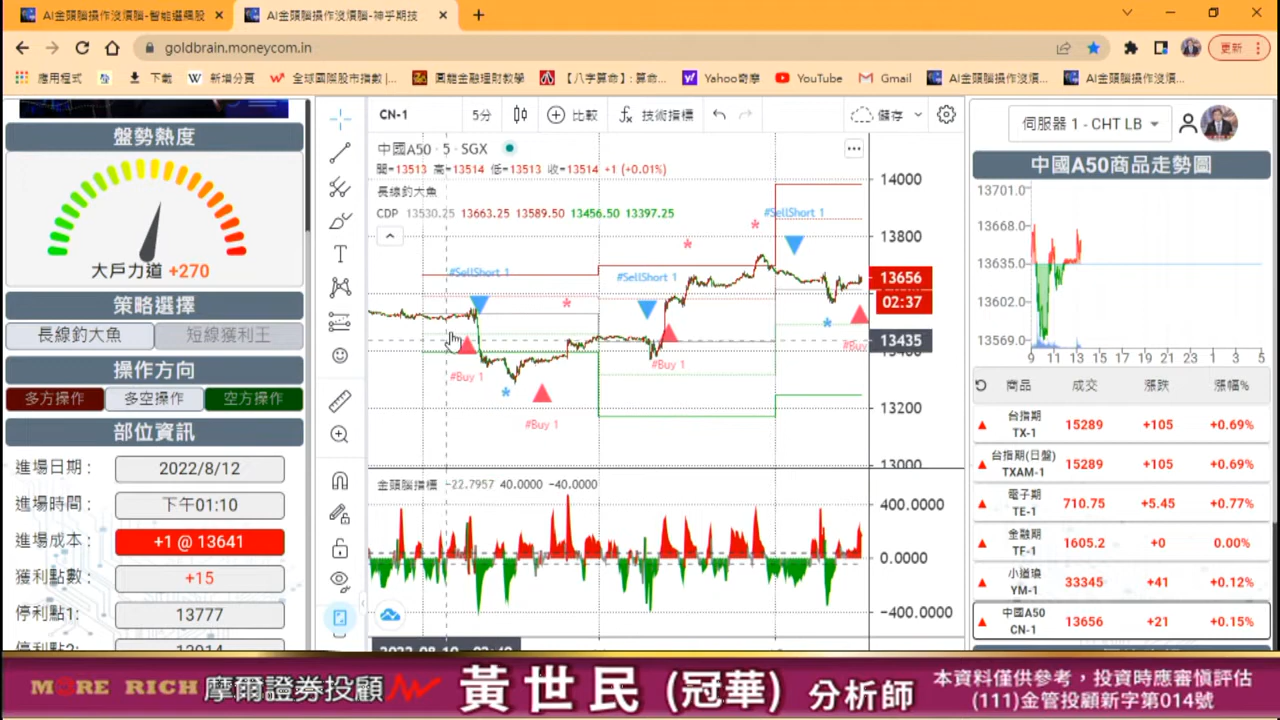 AI金頭腦操作沒煩腦-智能選飆股
AI金頭腦操作沒煩腦-神乎期技
goldbrain.moneycom.in
更新
應用程式
下載
新增分頁
全球國際股市指數 |...
圓龍金融理財教學
【八字算命】: 算命...
Yahoo奇摩
YouTube
Gmail
AI金頭腦操作沒煩...
AI金頭腦操作沒煩...
盤勢熱度
大戶力道 +270
策略選擇
長線釣大魚
短線獲利王
操作方向
多方操作
多空操作
空方操作
部位資訊
進場日期：
2022/8/12
進場時間：
下午01:10
進場成本：
+1 @ 13641
獲利點數：
+15
停利點1：
13777
CN-1
5分
比較
技術指標
儲存
中國A50 · 5 · SGX
開=13513 高=13514 低=13513 收=13514 +1 (+0.01%)
長線釣大魚
CDP 13530.25 13663.25 13589.50 13456.50 13397.25
#SellShort 1
#SellShort 1
#SellShort 1
#Buy 1
#Buy 1
#Buy 1
#Buy
14000
13800
13656
02:37
13435
13200
13000
金頭腦指標 -22.7957 40.0000 -40.0000
400.0000
0.0000
-400.0000
伺服器 1 - CHT LB
中國A50商品走勢圖
13701.0
13668.0
13635.0
13602.0
13569.0
9 11 13 15 17 19 21 23 1 3 5
商品 成交 漲跌 漲幅%
台指期
TX-1 15289 +105 +0.69%
台指期(日盤)
TXAM-1 15289 +105 +0.69%
電子期
TE-1 710.75 +5.45 +0.77%
金融期
TF-1 1605.2 +0 0.00%
小道瓊
YM-1 33345 +41 +0.12%
中國A50
CN-1 13656 +21 +0.15%
MORE RICH 摩爾證券投顧
黃世民 (冠華) 分析師
本資料僅供參考，投資時應審慎評估
(111)金管投顧新字第014號